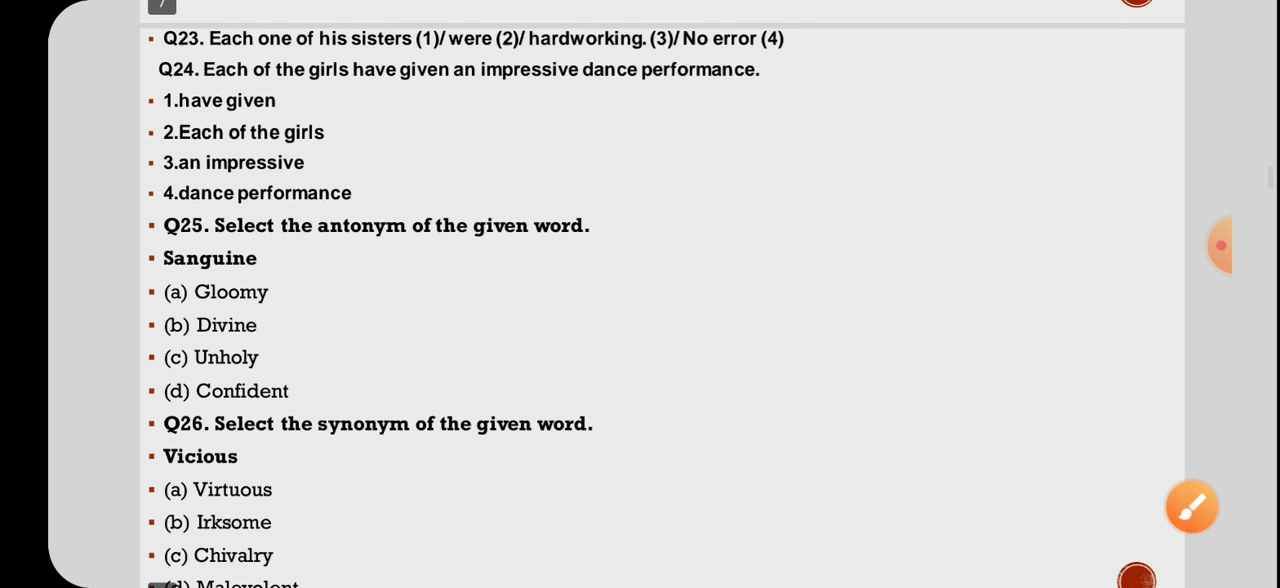 7
Q23. Each one of his sisters (1)/ were (2)/ hardworking. (3)/ No error (4)
Q24. Each of the girls have given an impressive dance performance.
1.have given
2.Each of the girls
3.an impressive
4.dance performance
Q25. Select the antonym of the given word.
Sanguine
(a) Gloomy
(b) Divine
(c) Unholy
(d) Confident
Q26. Select the synonym of the given word.
Vicious
(a) Virtuous
(b) Irksome
(c) Chivalry
(d) Malevolent